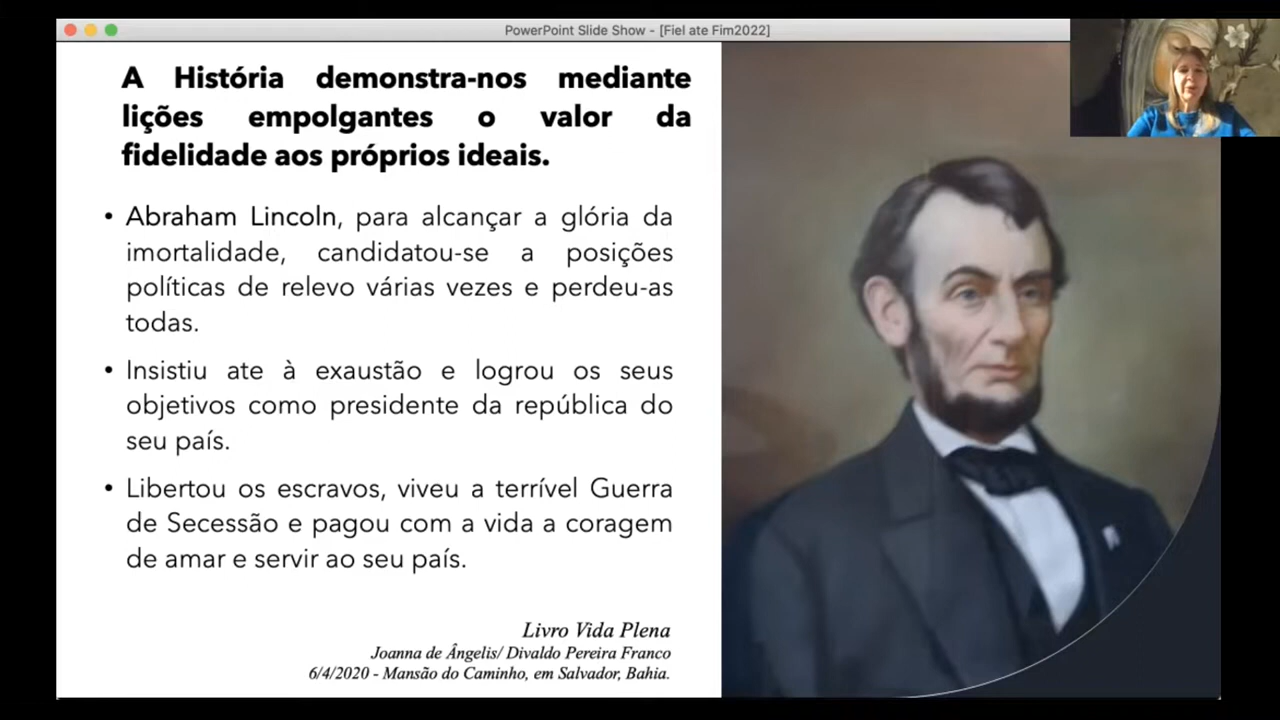 PowerPoint Slide Show - [Fiel ate Fim2022]
A História demonstra-nos mediante
lições empolgantes o valor da
fidelidade aos próprios ideais.
• Abraham Lincoln, para alcançar a glória da
imortalidade, candidatou-se a posições
políticas de relevo várias vezes e perdeu-as
todas.
• Insistiu ate à exaustão e logrou os seus
objetivos como presidente da república do
seu país.
• Libertou os escravos, viveu a terrível Guerra
de Secessão e pagou com a vida a coragem
de amar e servir ao seu país.
Livro Vida Plena
Joanna de Ângelis/ Divaldo Pereira Franco
6/4/2020 - Mansão do Caminho, em Salvador, Bahia.